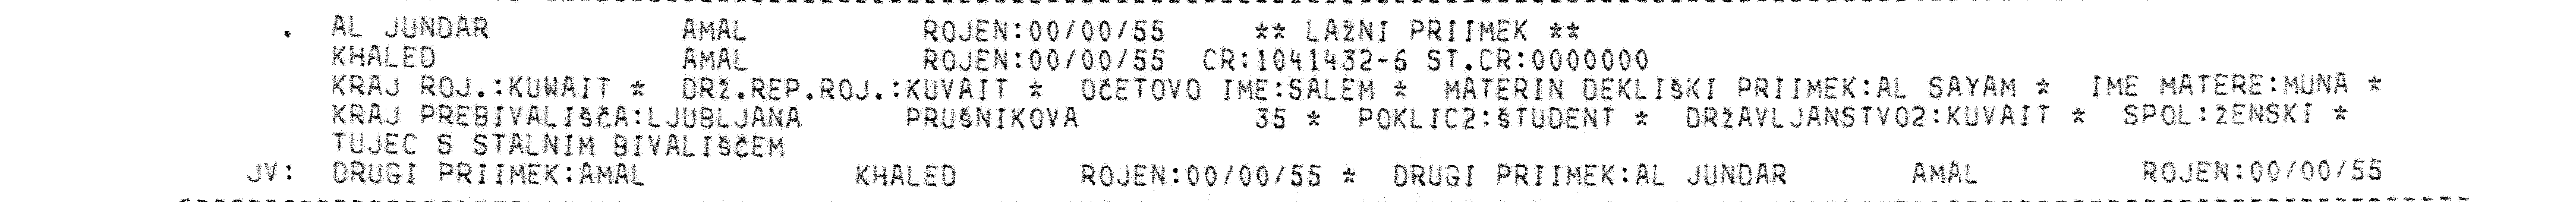 . AL JUNDAR AMAL ROJEN:00/00/55 ** LAŽNI PRIIMEK **
KHALED AMAL ROJEN:00/00/55 CR:1041432-6 ST.CR:0000000
KRAJ ROJ.:KUWAIT * DRŽ.REP.ROJ.:KUVAIT * OČETOVO IME:SALEM * MATERIN DEKLIŠKI PRIIMEK:AL SAYAM * IME MATERE:MUNA *
KRAJ PREBIVALIŠČA:LJUBLJANA PRUŠNIKOVA 35 * POKLIC2:ŠTUDENT * DRŽAVLJANSTVO2:KUVAIT * SPOL:ŽENSKI *
TUJEC S STALNIM BIVALIŠČEM
JV: DRUGI PRIIMEK:AMAL KHALED ROJEN:00/00/55 * DRUGI PRIIMEK:AL JUNDAR AMAL ROJEN:00/00/55